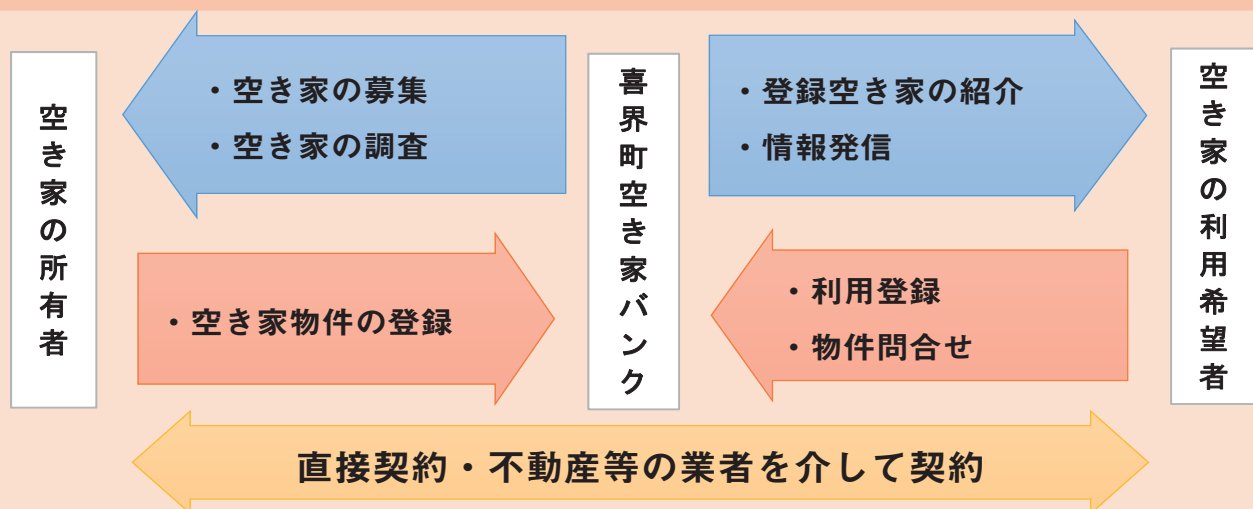 空き家の所有者
・空き家の募集
・空き家の調査
・空き家物件の登録
喜界町空き家バンク
・登録空き家の紹介
・情報発信
・利用登録
・物件問合せ
空き家の利用希望者
直接契約・不動産等の業者を介して契約